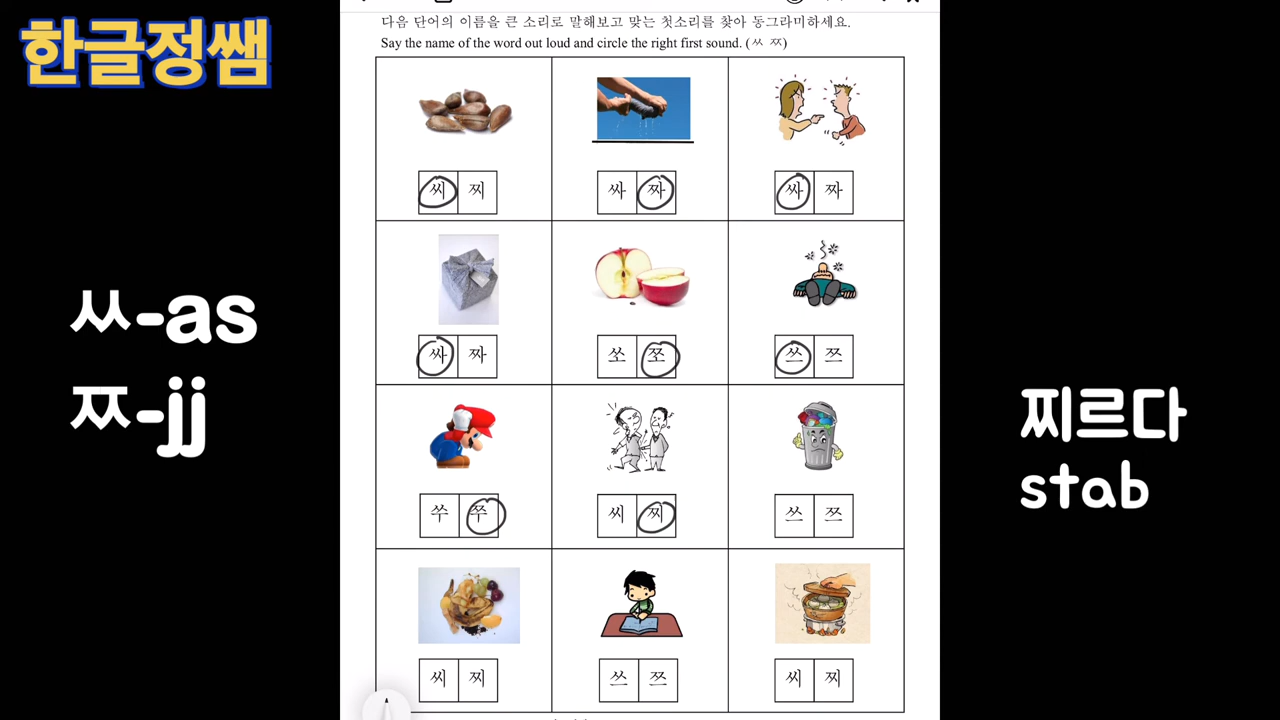 한글정쌤
다음 단어의 이름을 큰 소리로 말해보고 맞는 첫소리를 찾아 동그라미하세요.
Say the name of the word out loud and circle the right first sound. (ㅆ ㅉ)
씨 찌
싸 짜
싸 짜
싸 짜
쏘 쪼
쓰 쯔
쑤 쭈
씨 찌
쓰 쯔
씨 찌
쓰 쯔
씨 찌
ㅆ-as
ㅉ-jj
찌르다
stab